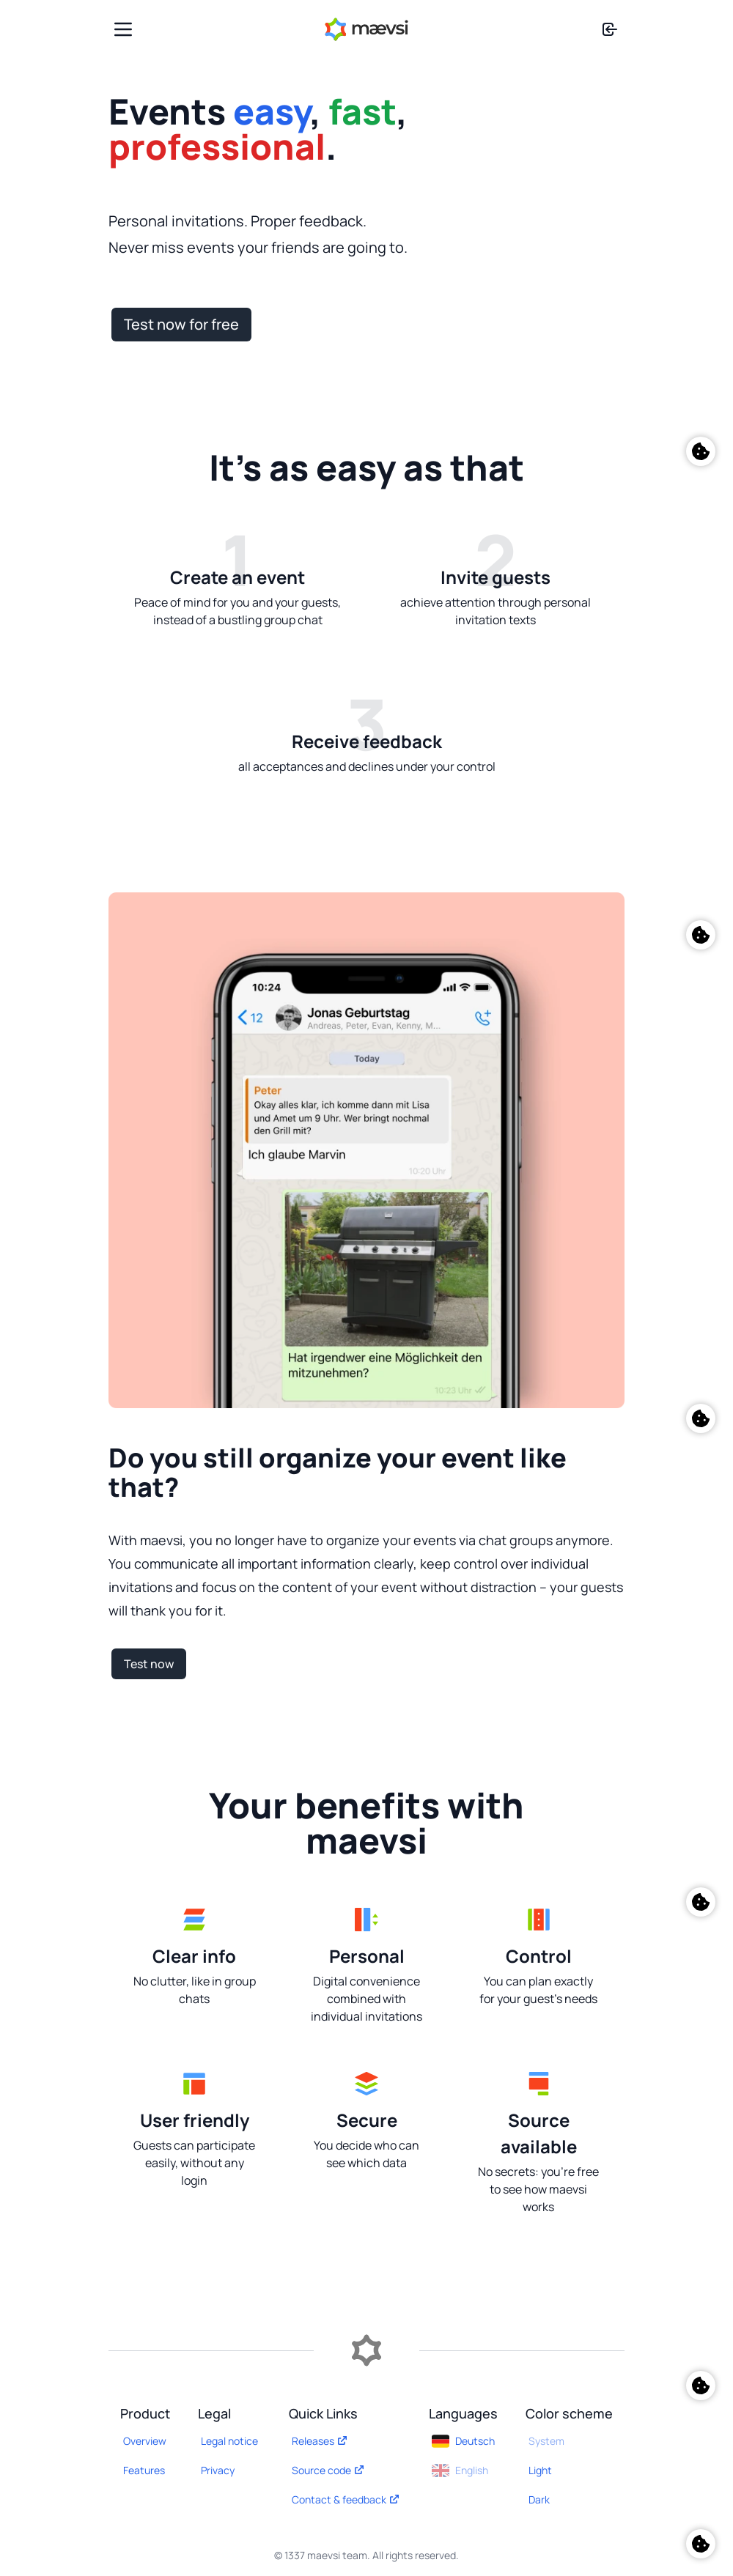 mævsi
Events easy, fast,
professional.
Personal invitations. Proper feedback.
Never miss events your friends are going to.
Test now for free
It's as easy as that
1
Create an event
Peace of mind for you and your guests,
instead of a bustling group chat
2
Invite guests
achieve attention through personal
invitation texts
3
Receive feedback
all acceptances and declines under your control
10:24
12
Jonas Geburtstag
Andreas, Peter, Evan, Kenny, M...
Today
Peter
Okay alles klar, ich komme dann mit Lisa
und Amet um 9 Uhr. Wer bringt nochmal
den Grill mit?
Ich glaube Marvin
10:20 Uhr
Hat irgendwer eine Möglichkeit den
mitzunehmen?
10:23 Uhr
Do you still organize your event like
that?
With maevsi, you no longer have to organize your events via chat groups anymore.
You communicate all important information clearly, keep control over individual
invitations and focus on the content of your event without distraction – your guests
will thank you for it.
Test now
Your benefits with
maevsi
Clear info
No clutter, like in group
chats
Personal
Digital convenience
combined with
individual invitations
Control
You can plan exactly
for your guest's needs
User friendly
Guests can participate
easily, without any
login
Secure
You decide who can
see which data
Source
available
No secrets: you're free
to see how maevsi
works
Product
Overview
Features
Legal
Legal notice
Privacy
Quick Links
Releases
Source code
Contact & feedback
Languages
Deutsch
English
Color scheme
System
Light
Dark
© 1337 maevsi team. All rights reserved.